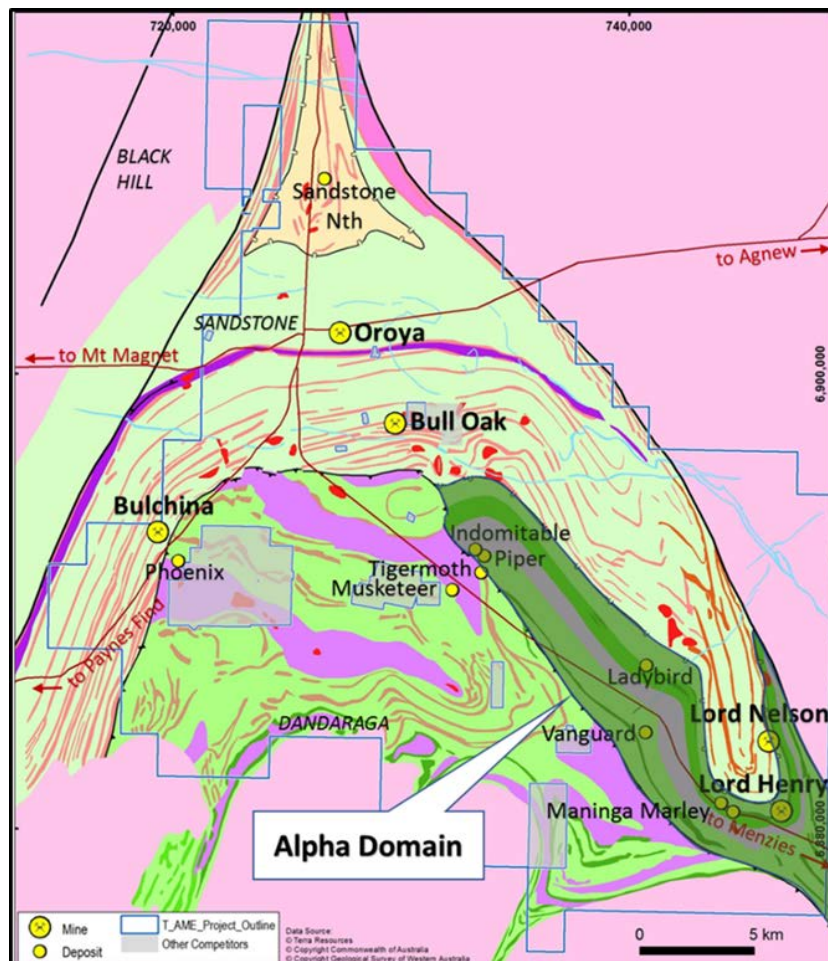 720,000
740,000
BLACK
HILL
Sandstone
Nth
to Agnew
SANDSTONE
Oroya
to Mt Magnet
6,900,000
Bull Oak
Bulchina
Indomitable
Piper
Phoenix
Tigermoth
Musketeer
to Paynes Find
Ladybird
DANDARAGA
Lord Nelson
Vanguard
Lord Henry
Maninga Marley
6,880,000
to Menzies
Alpha Domain
Mine
Deposit
T_AME_Project_Outline
Other Competitors
Data Source:
© Terra Resources
© Copyright Commonwealth of Australia
© Copyright Geological Survey of Western Australia
0 5 km